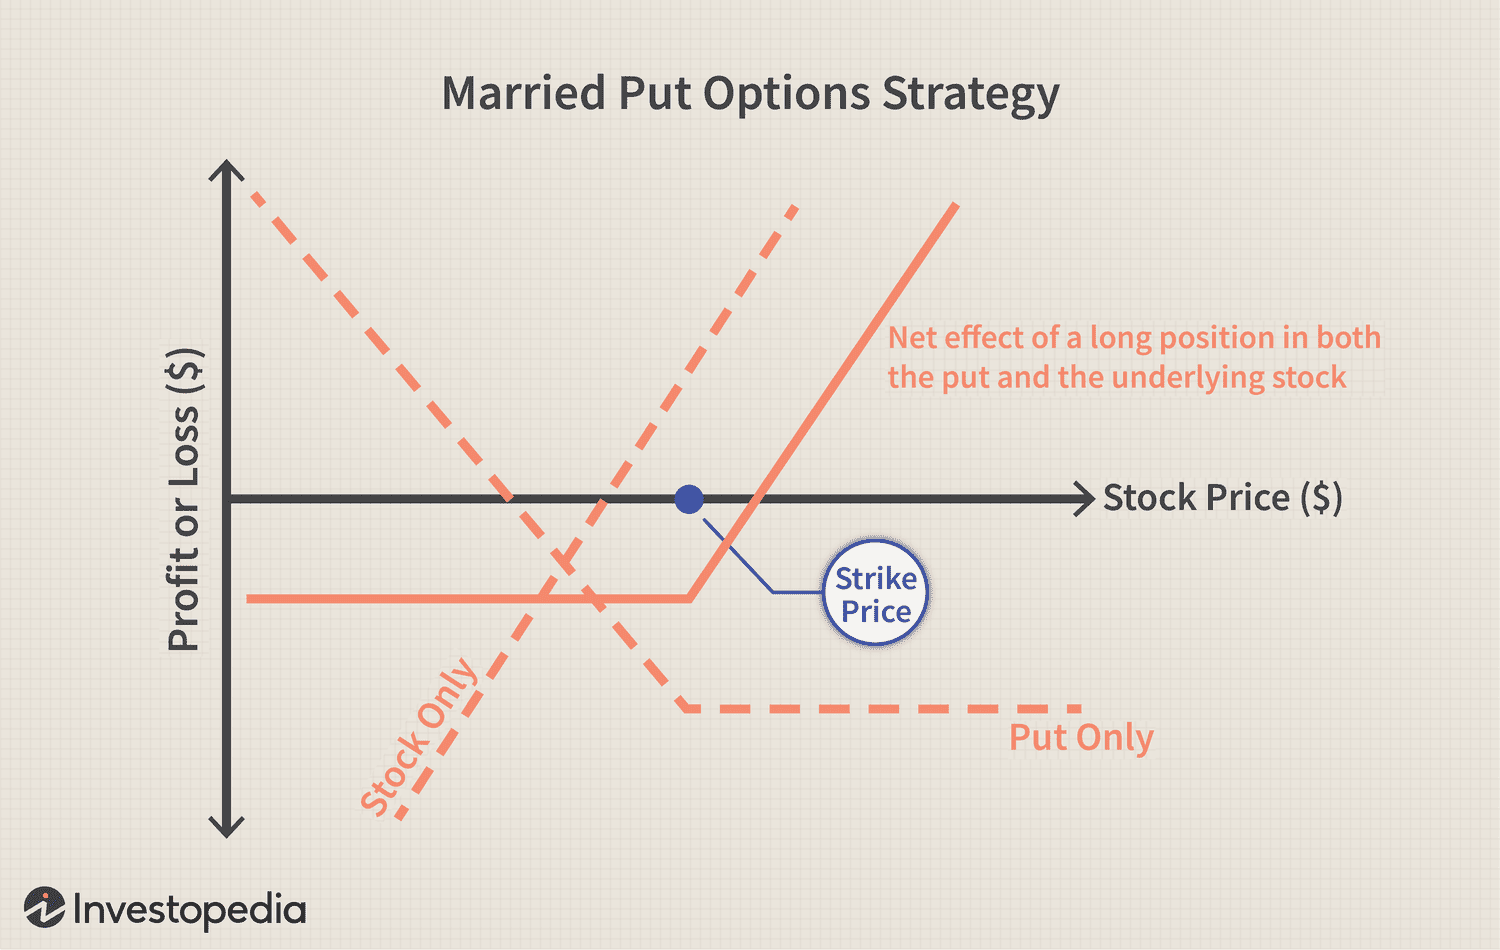 Married Put Options Strategy
Profit or Loss ($)
Net effect of a long position in both
the put and the underlying stock
Stock Price ($)
Strike
Price
Stock Only
Put Only
Investopedia